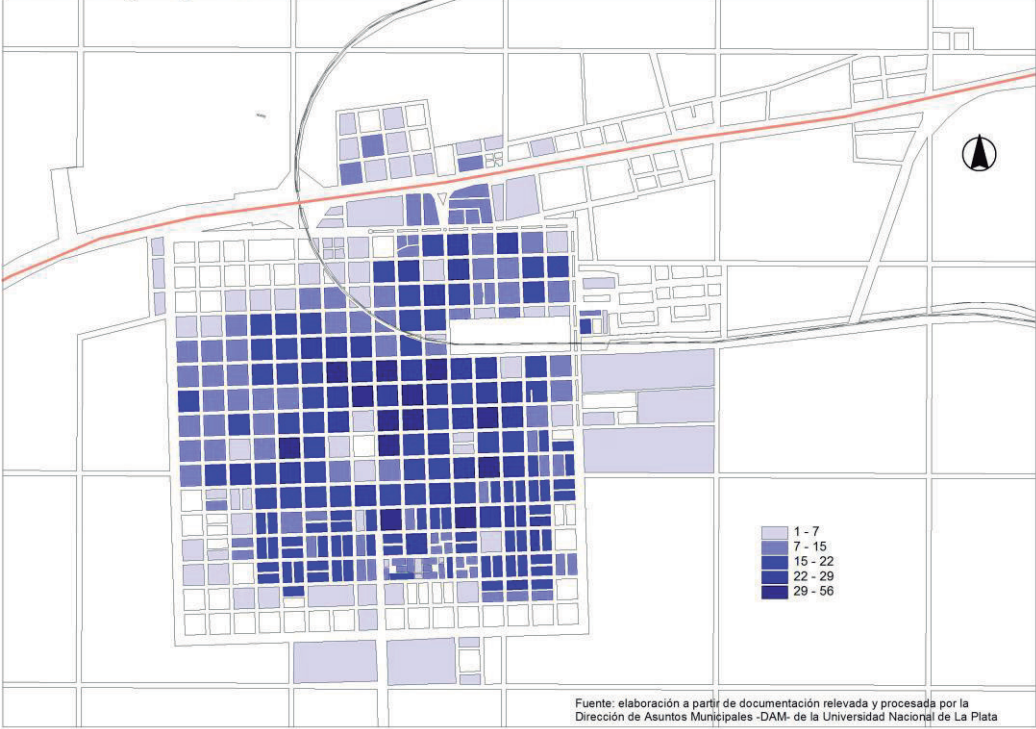 1 - 7
7 - 15
15 - 22
22 - 29
29 - 56
Fuente: elaboración a partir de documentación relevada y procesada por la
Dirección de Asuntos Municipales -DAM- de la Universidad Nacional de La Plata